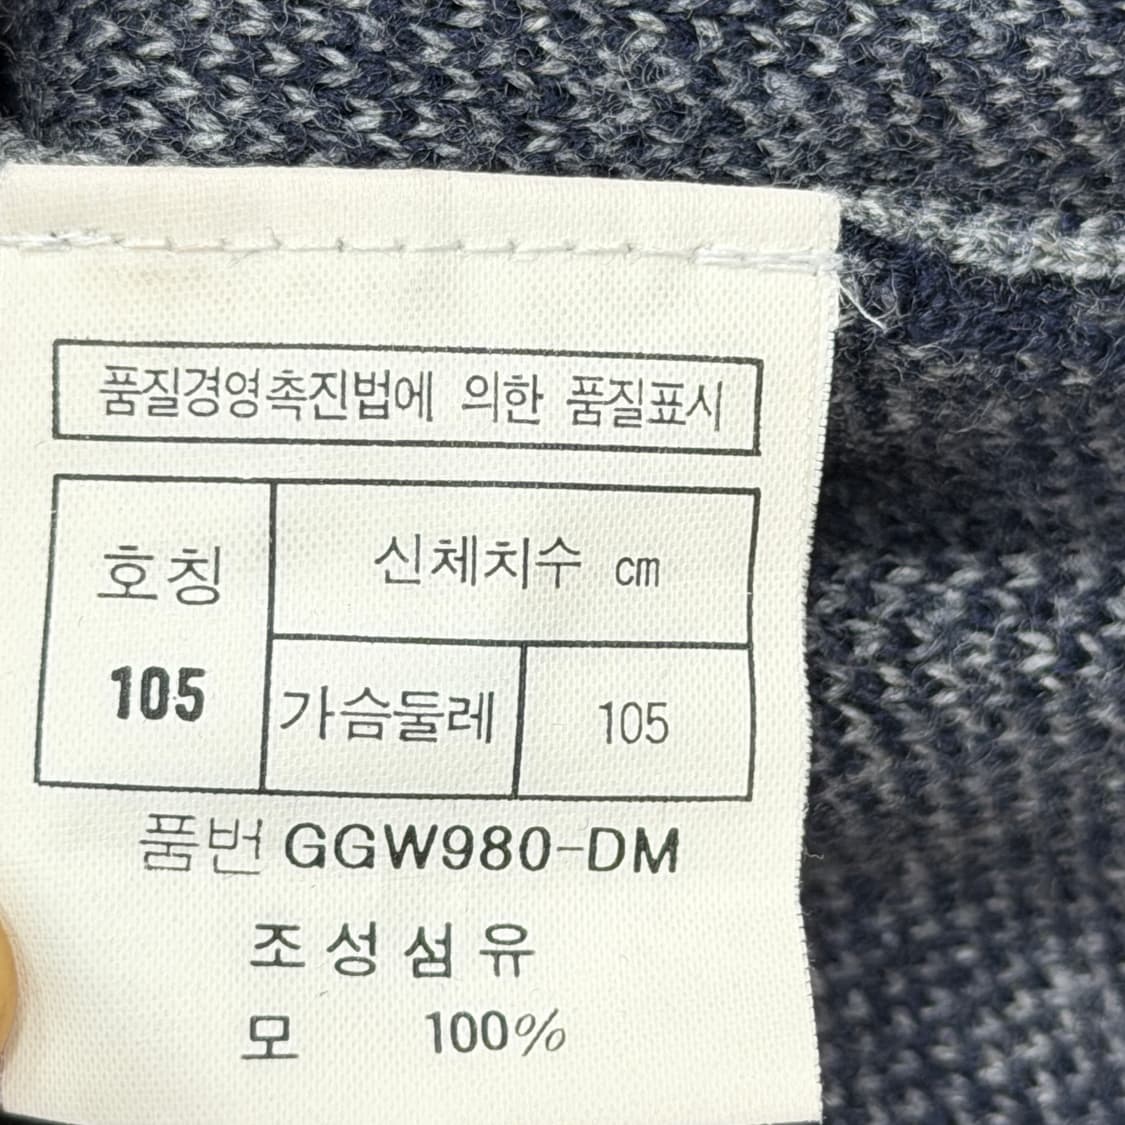 품질경영촉진법에 의한 품질표시
호칭
105
신체치수 cm
가슴둘레 105
품번 GGW980-DM
조성섬유
모 100%